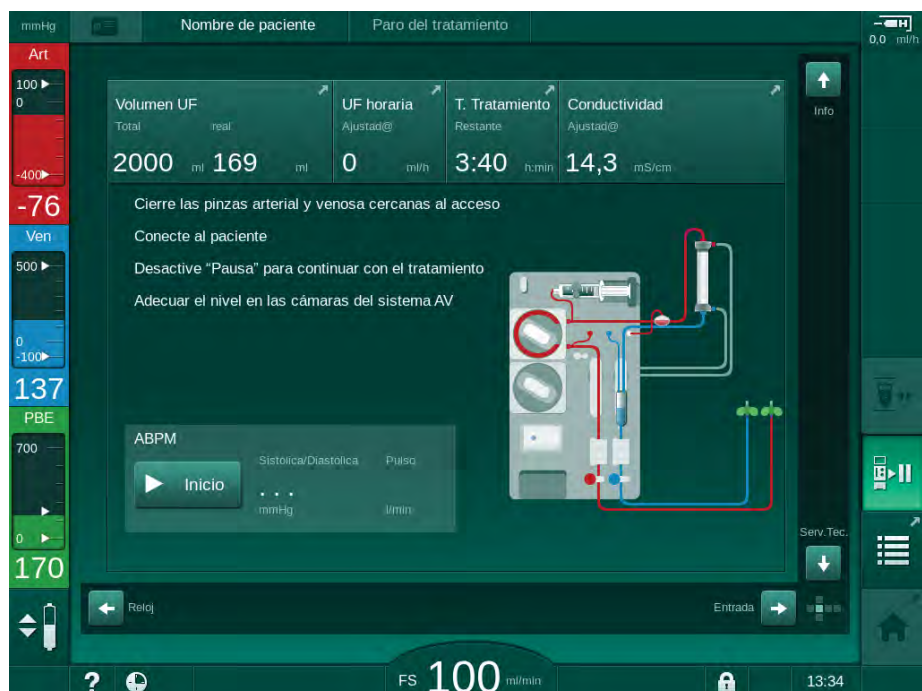 mmHg
Nombre de paciente
Paro del tratamiento
0,0 ml/h
Art
100
0
-400
-76
Ven
500
0
-100
137
PBE
700
0
170
Info
Volumen UF
Total real
2000 ml 169 ml
UF horaria
Ajustad@
0 ml/h
T. Tratamiento
Restante
3:40 h:min
Conductividad
Ajustad@
14,3 mS/cm
Cierre las pinzas arterial y venosa cercanas al acceso
Conecte al paciente
Desactive “Pausa” para continuar con el tratamiento
Adecuar el nivel en las cámaras del sistema AV
ABPM
Inicio
Sistólica/Diastólica Pulso
. . .
mmHg l/min
Serv.Tec.
Reloj
Entrada
? FS 100 ml/min 13:34